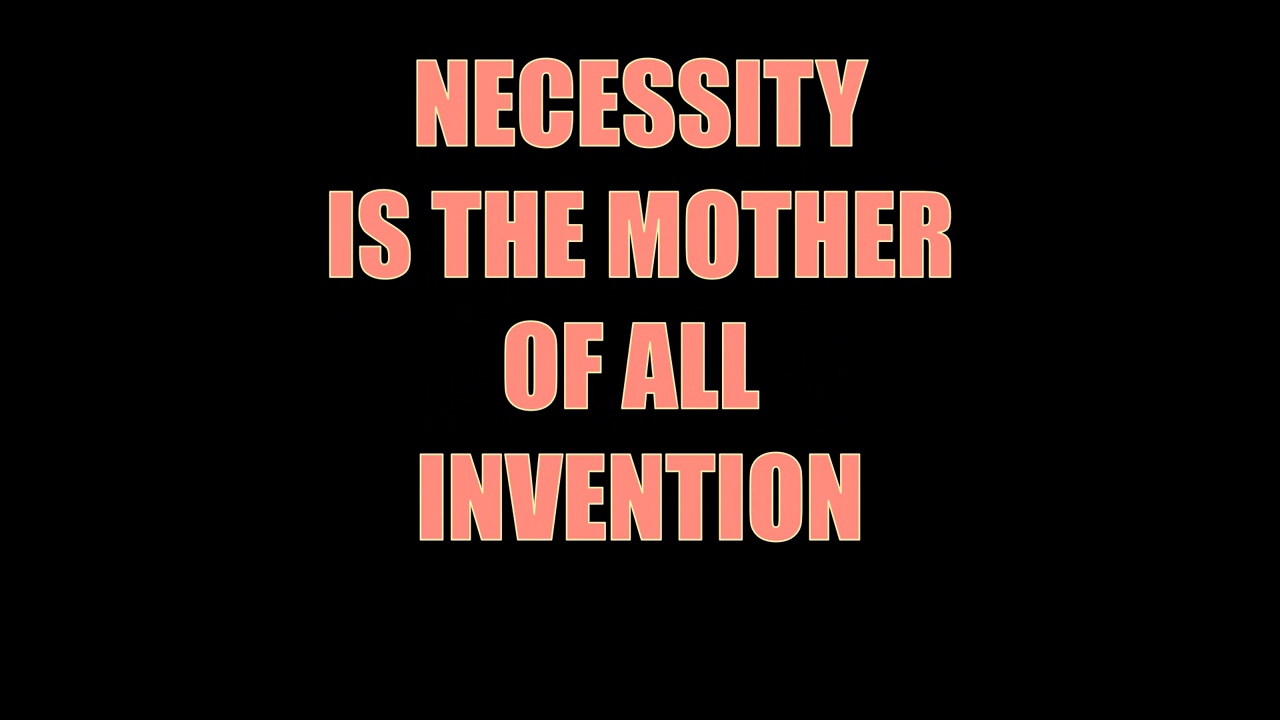 NECESSITY
IS THE MOTHER
OF ALL
INVENTION